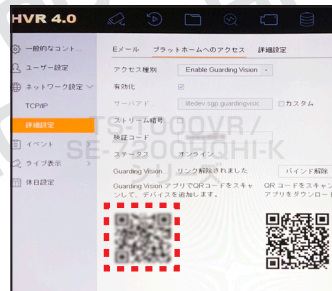 HVR 4.0
一般的なコント...
ユーザー設定
ネットワーク設定
TCP/IP
詳細設定
イベント
ライブ表示
休日設定
Eメール プラットホームへのアクセス 詳細設定
アクセス種別 Enable Guarding Vision
有効化
サーバアド... litedev.sgp.guardingvisic カスタム
ストリーム暗号
検証コード
ステータス オンライン
Guarding Vision... リンク解除されました バインド解除
Guarding Vision アプリでQRコードをスキャ
ンして、デバイスを追加します。
QR コードをスキャン
アプリをダウンロード
シリーズ